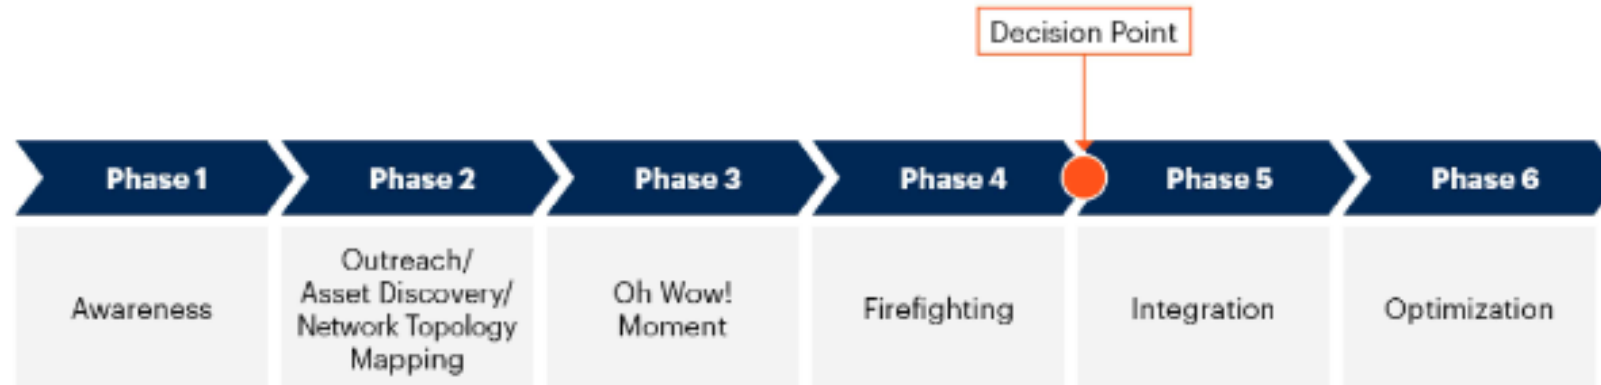 Decision Point
Phase 1
Phase 2
Phase 3
Phase 4
Phase 5
Phase 6
Awareness
Outreach/
Asset Discovery/
Network Topology
Mapping
Oh Wow!
Moment
Firefighting
Integration
Optimization